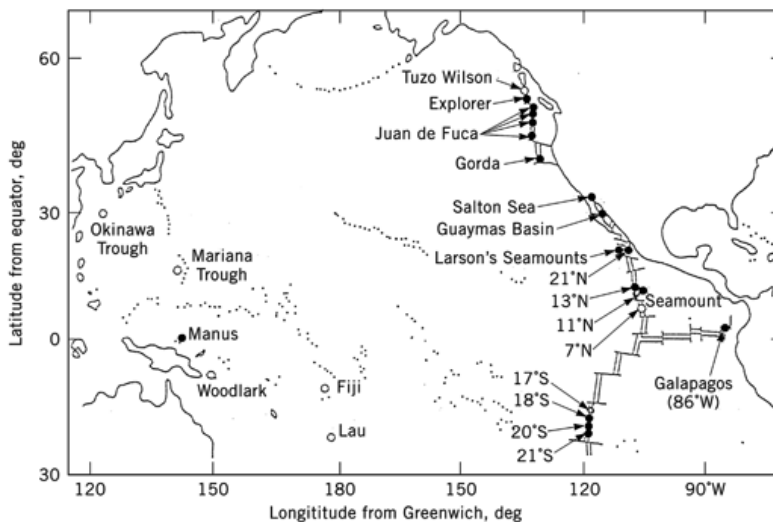 60
Tuzo Wilson
Explorer
Juan de Fuca
Gorda
Salton Sea
30
Guaymas Basin
Okinawa
Trough
Mariana
Trough
Larson's Seamounts
21°N
13°N
Seamount
11°N
7°N
0
Manus
Woodlark
Fiji
Lau
17°S
18°S
20°S
21°S
Galapagos
(86°W)
30
120
150
180
150
120
90°W
Latitude from equator, deg
Longititude from Greenwich, deg